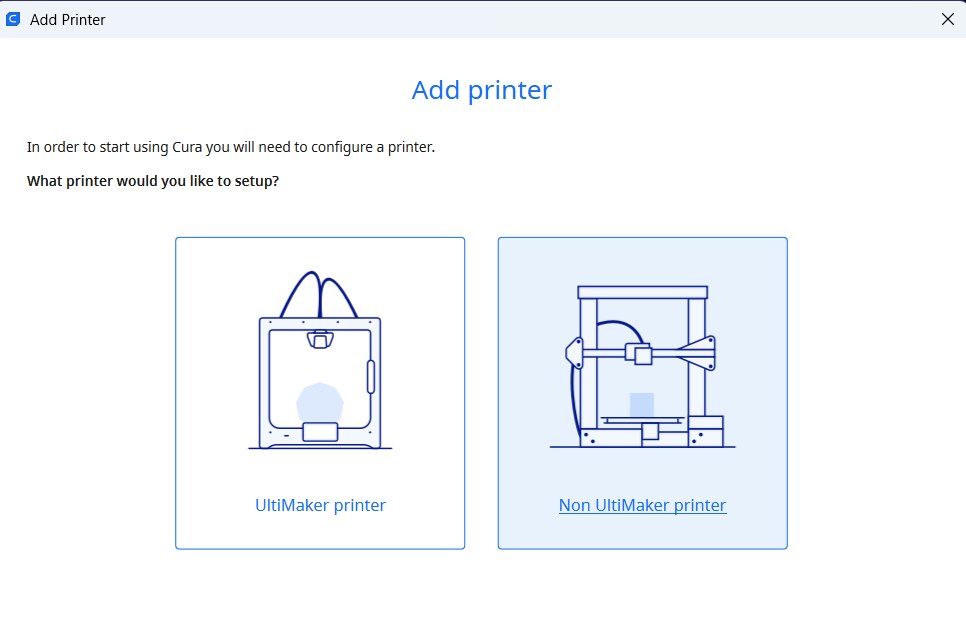 Add Printer
Add printer
In order to start using Cura you will need to configure a printer.
What printer would you like to setup?
UltiMaker printer
Non UltiMaker printer